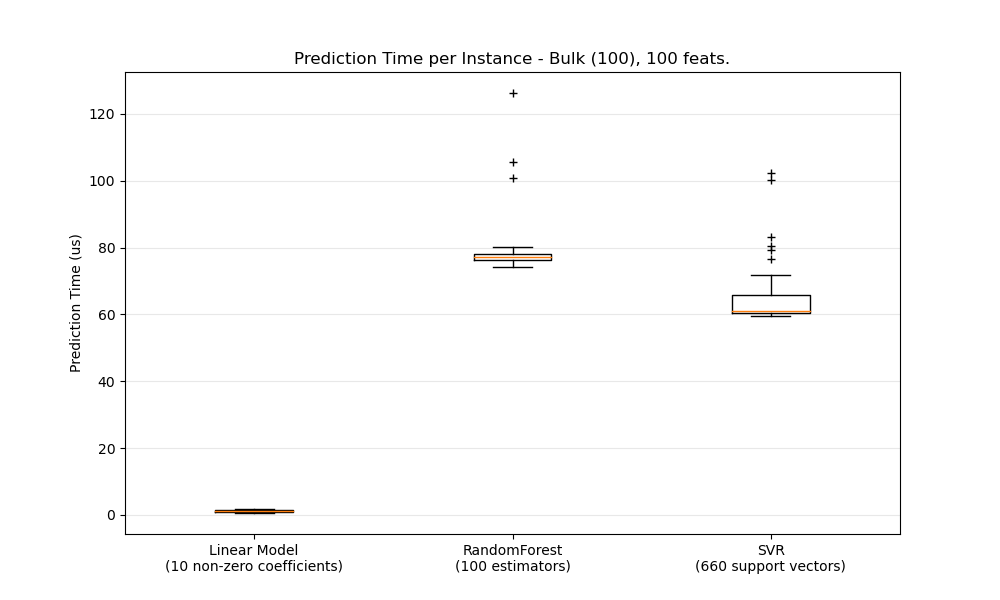 Prediction Time per Instance - Bulk (100), 100 feats.
Prediction Time (us)
120
100
80
60
40
20
0
Linear Model
(10 non-zero coefficients)
RandomForest
(100 estimators)
SVR
(660 support vectors)